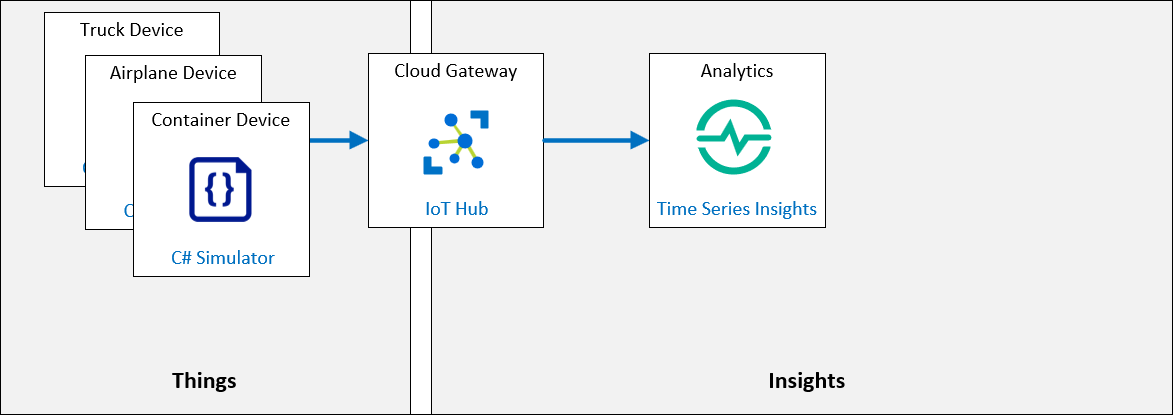 Truck Device
Airplane Device
Container Device
{ }
C# Simulator
Cloud Gateway
IoT Hub
Analytics
Time Series Insights
Things
Insights